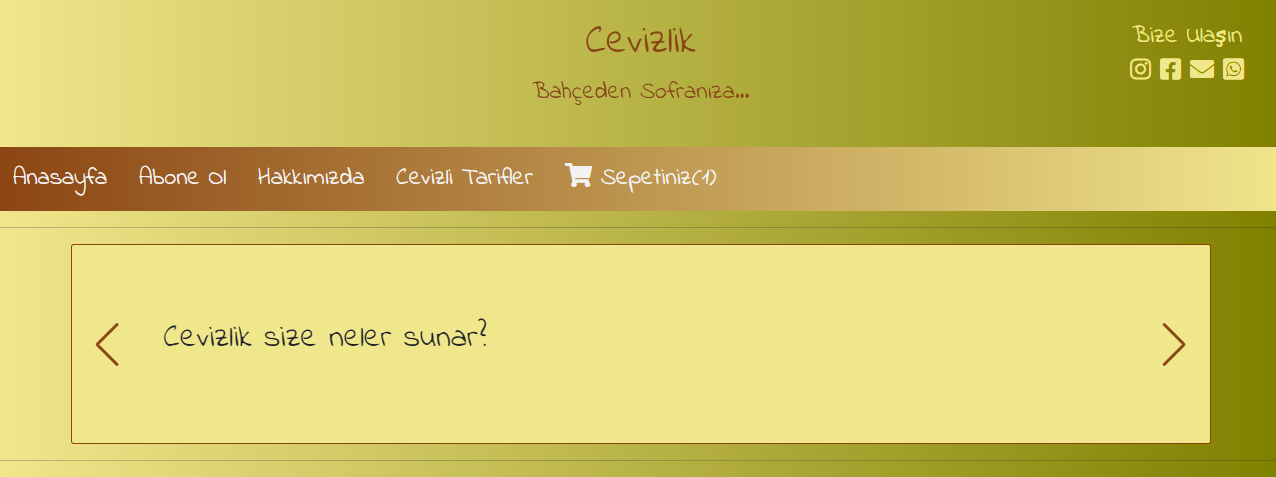 Cevizlik
Bahçeden Sofranıza...
Bize Ulaşın
Anasayfa Abone Ol Hakkımızda Cevizli Tarifler Sepetiniz(1)
Cevizlik size neler sunar?